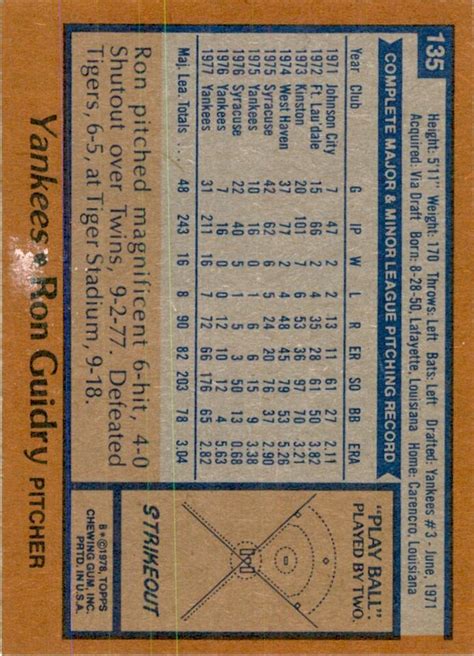 135
Height: 5'11" Weight: 170 Throws: Left Bats: Left Drafted: Yankees #3 - June, 1971
Acquired: Via Draft Born: 8-28-50, Lafayette, Louisiana Home: Carencro, Louisiana
COMPLETE MAJOR & MINOR LEAGUE PITCHING RECORD
Year Club G IP W L R ER SO BB ERA
1971 Johnson City 7 47 2 2 14 11 61 27 2.11
1972 Ft. Lauderdale 15 66 2 4 35 28 61 50 3.82
1973 Kinston 20 101 7 6 53 36 97 70 3.21
1974 West Haven 37 77 2 4 48 45 79 53 5.26
1975 Syracuse 42 62 6 5 27 20 76 37 2.90
1975 Yankees 10 16 0 1 6 6 15 9 3.38
1976 Syracuse 22 40 5 1 5 3 50 13 0.68
1976 Yankees 7 16 0 0 12 10 12 4 5.63
1977 Yankees 31 211 16 7 72 66 176 65 2.82
Maj. Lea. Totals . . . 48 243 16 8 90 82 203 78 3.04
Ron pitched magnificent 6-hit, 4-0
Shutout over Twins, 9-2-77. Defeated
Tigers, 6-5, at Tiger Stadium, 9-18.
"PLAY BALL"
PLAYED BY TWO.
STRIKEOUT
Yankees • Ron Guidry PITCHER
B*©1978, TOPPS
CHEWING GUM, INC.
PRTD. IN U.S.A.